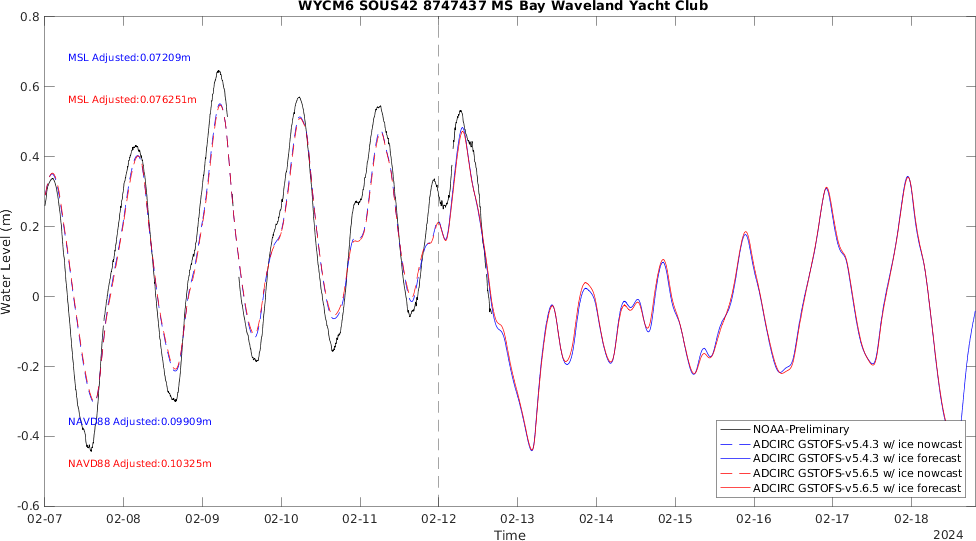 WYCM6 SOUS42 8747437 MS Bay Waveland Yacht Club
0.8
0.6
0.4
0.2
0
-0.2
-0.4
-0.6
Water Level (m)
MSL Adjusted:0.07209m
MSL Adjusted:0.076251m
NAVD88 Adjusted:0.09909m
NAVD88 Adjusted:0.10325m
NOAA-Preliminary
ADCIRC GSTOFS-v5.4.3 w/ ice nowcast
ADCIRC GSTOFS-v5.4.3 w/ ice forecast
ADCIRC GSTOFS-v5.6.5 w/ ice nowcast
ADCIRC GSTOFS-v5.6.5 w/ ice forecast
02-07 02-08 02-09 02-10 02-11 02-12 02-13 02-14 02-15 02-16 02-17 02-18
Time
2024